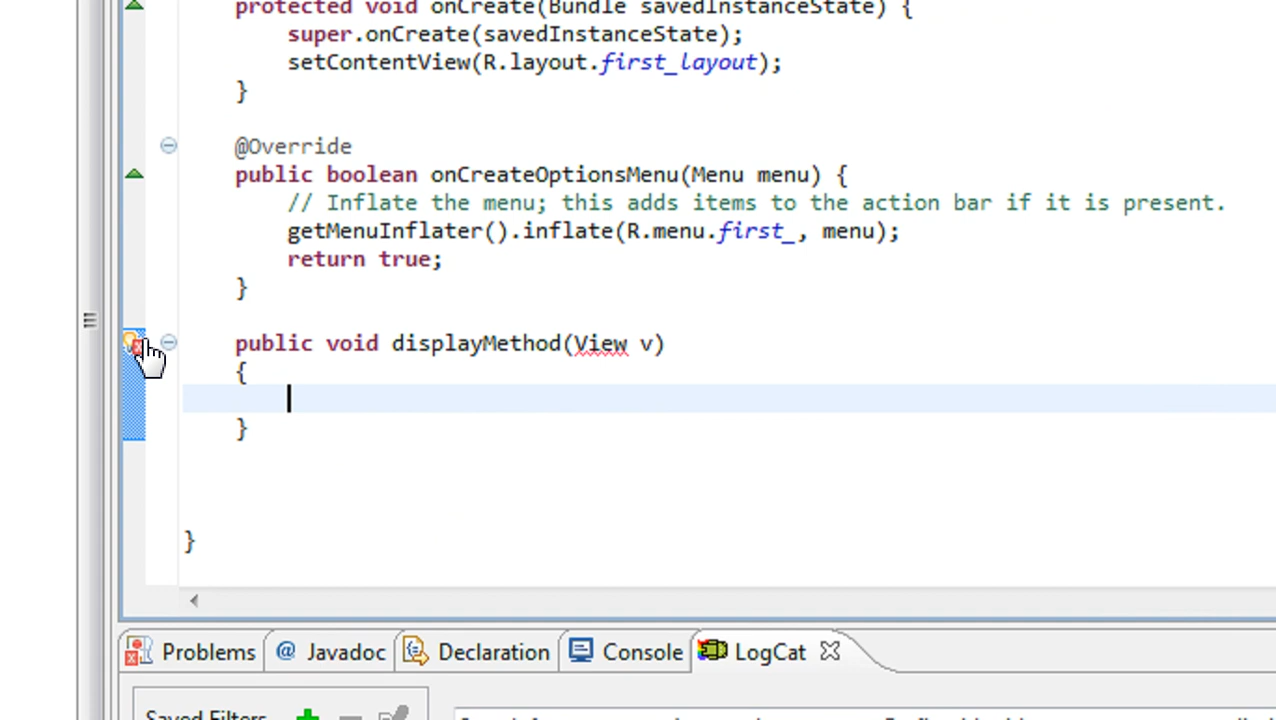 protected void onCreate(Bundle savedInstanceState) {
super.onCreate(savedInstanceState);
setContentView(R.layout.first_layout);
}
@Override
public boolean onCreateOptionsMenu(Menu menu) {
// Inflate the menu; this adds items to the action bar if it is present.
getMenuInflater().inflate(R.menu.first_, menu);
return true;
}
public void displayMethod(View v)
{
}
}
Problems @ Javadoc Declaration Console LogCat
Saved Filters